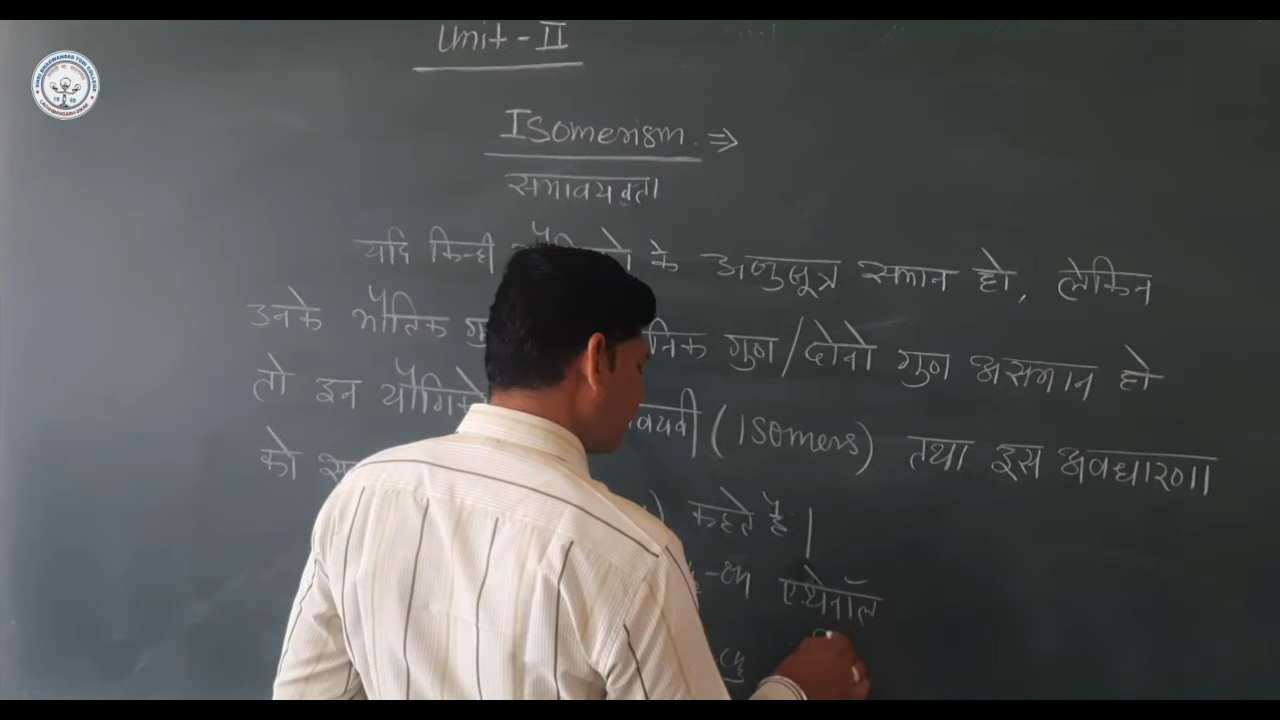 Unit - II
Isomerism. ⇒
समावयवता
यदि किन्ही के अणुसूत्र समान हो, लेकिन
उनके भौतिक गु निक गुण/दोनो गुण असमान हो
तो इन यौगिको वयवी (Isomers) तथा इस अवधारणा
को स कहते है।
एथेनॉल